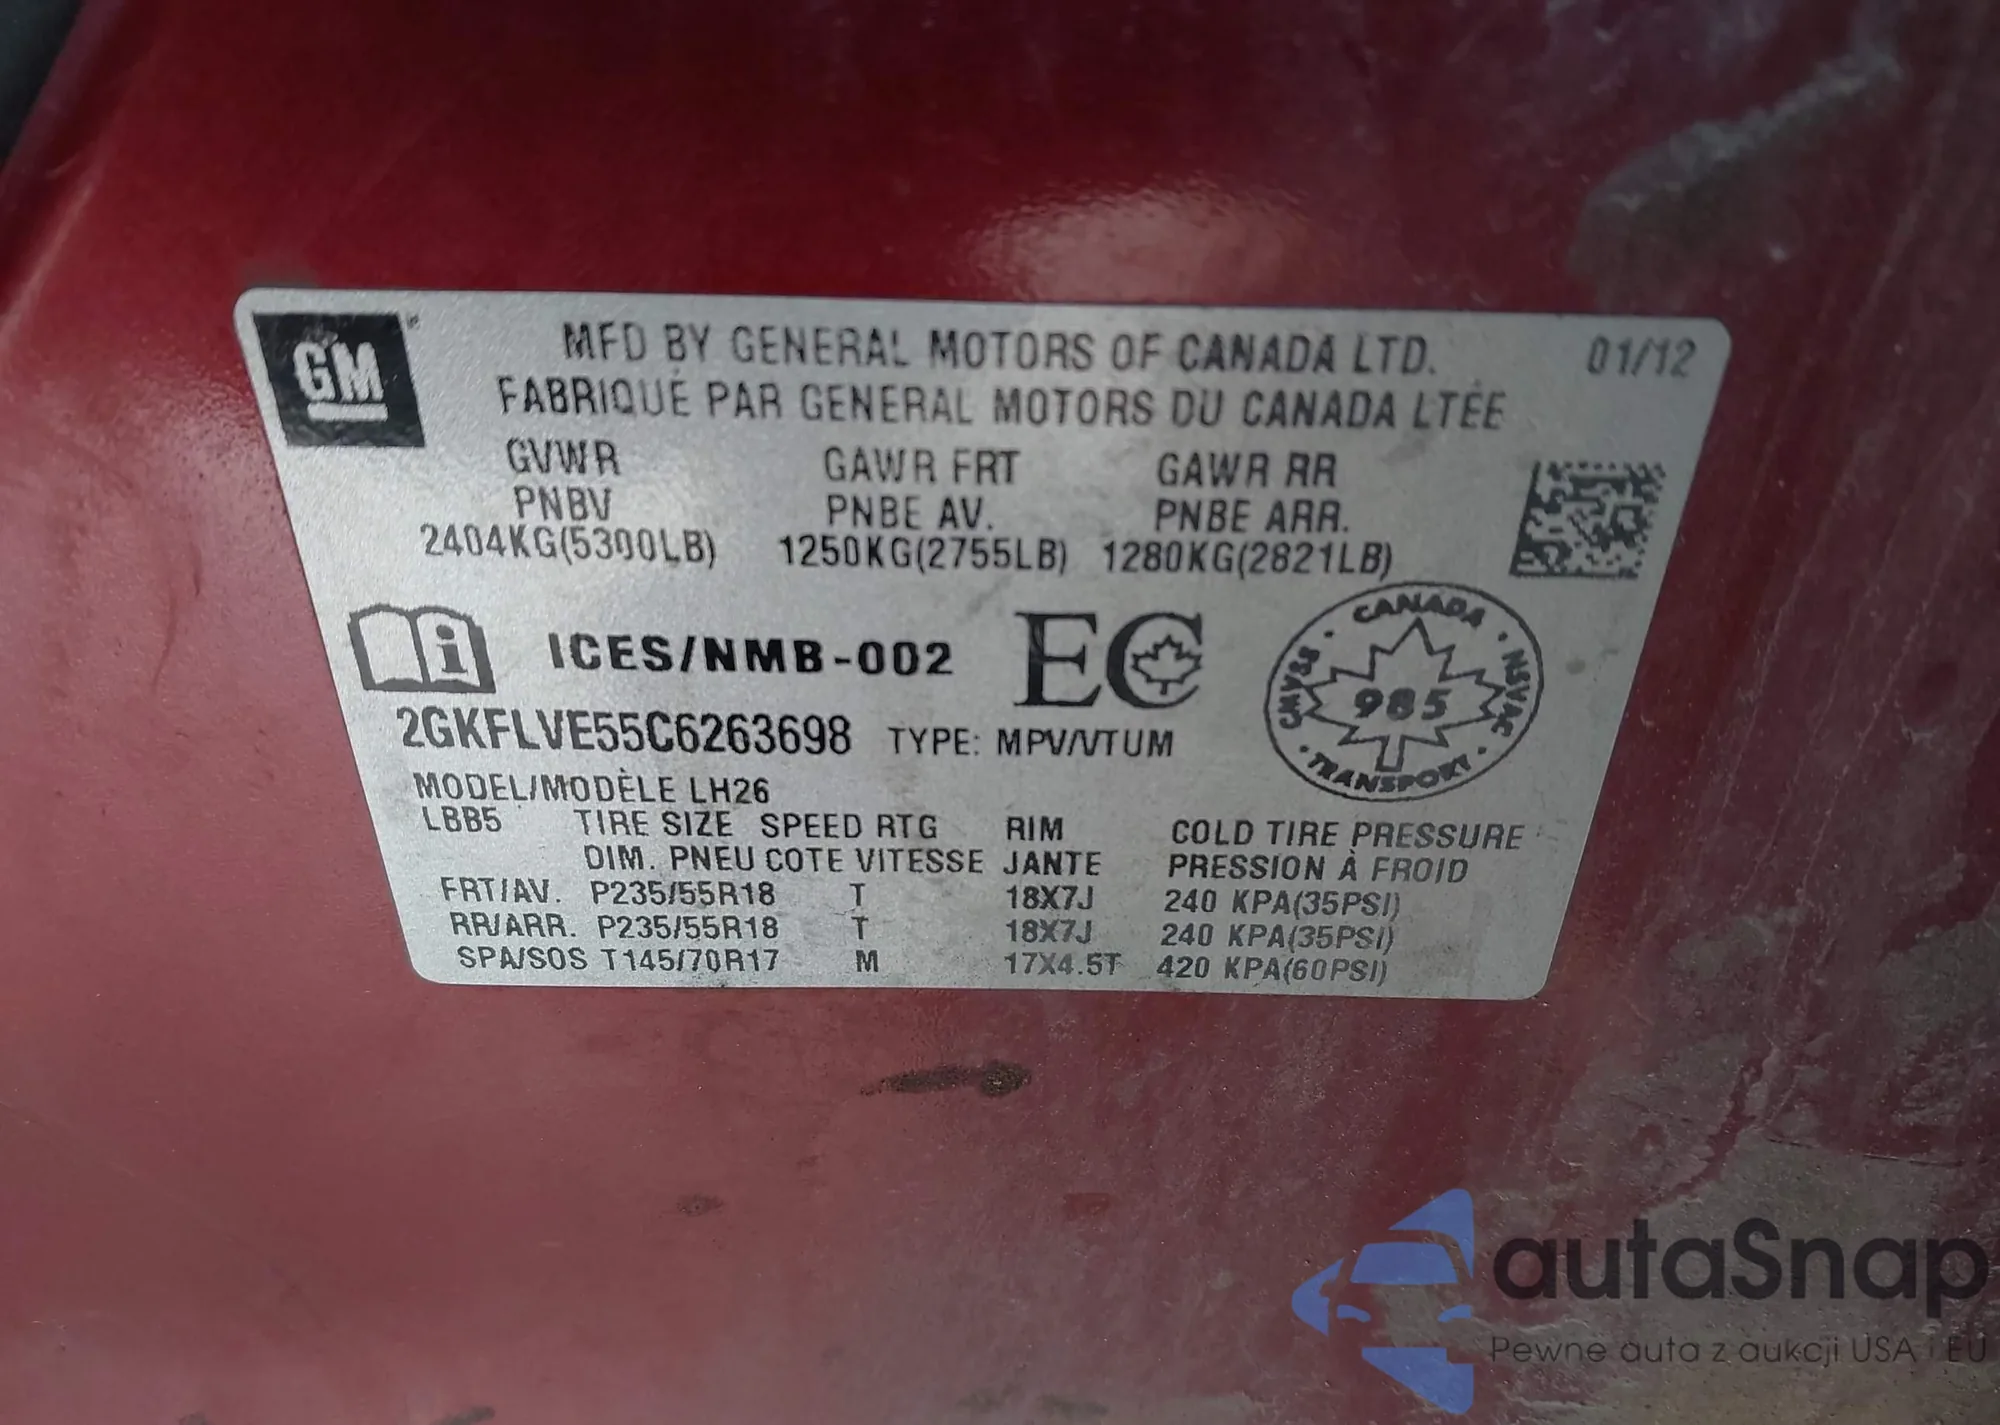 GM
MFD BY GENERAL MOTORS OF CANADA LTD. 01/12
FABRIQUÉ PAR GENERAL MOTORS DU CANADA LTÉE
GVWR GAWR FRT GAWR RR
PNBV PNBE AV. PNBE ARR.
2404KG(5300LB) 1250KG(2755LB) 1280KG(2821LB)
i ICES/NMB-002 EC
CANADA
CMVSS 985 NSVAC
TRANSPORT
2GKFLVE55C6263698 TYPE: MPV/VTUM
MODEL/MODÈLE LH26
LBB5 TIRE SIZE SPEED RTG RIM COLD TIRE PRESSURE
DIM. PNEU COTE VITESSE JANTE PRESSION À FROID
FRT/AV. P235/55R18 T 18X7J 240 KPA(35PSI)
RR/ARR. P235/55R18 T 18X7J 240 KPA(35PSI)
SPA/SOS T145/70R17 M 17X4.5T 420 KPA(60PSI)
autaSnap
Pewne auta z aukcji USA i EU